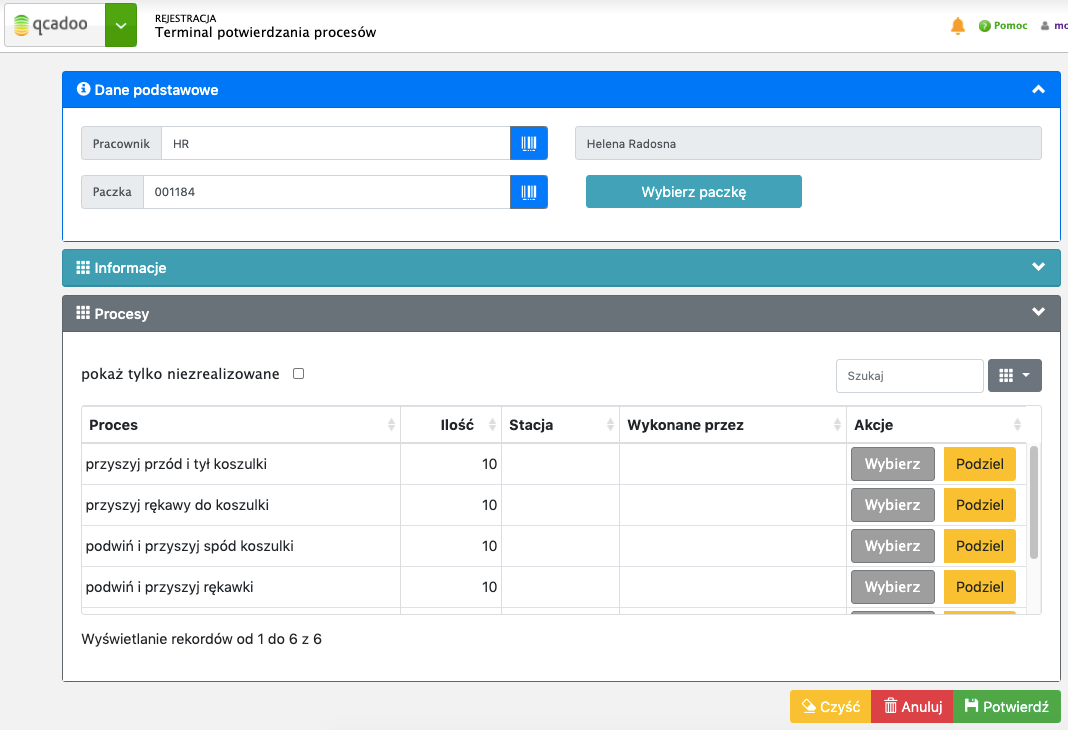 qcadoo
REJESTRACJA
Terminal potwierdzania procesów
Pomoc
Dane podstawowe
Pracownik HR
Helena Radosna
Paczka 001184
Wybierz paczkę
Informacje
Procesy
pokaż tylko niezrealizowane
Szukaj
Proces Ilość Stacja Wykonane przez Akcje
przyszyj przód i tył koszulki 10 Wybierz Podziel
przyszyj rękawy do koszulki 10 Wybierz Podziel
podwiń i przyszyj spód koszulki 10 Wybierz Podziel
podwiń i przyszyj rękawki 10 Wybierz Podziel
Wyświetlanie rekordów od 1 do 6 z 6
Czyść Anuluj Potwierdź